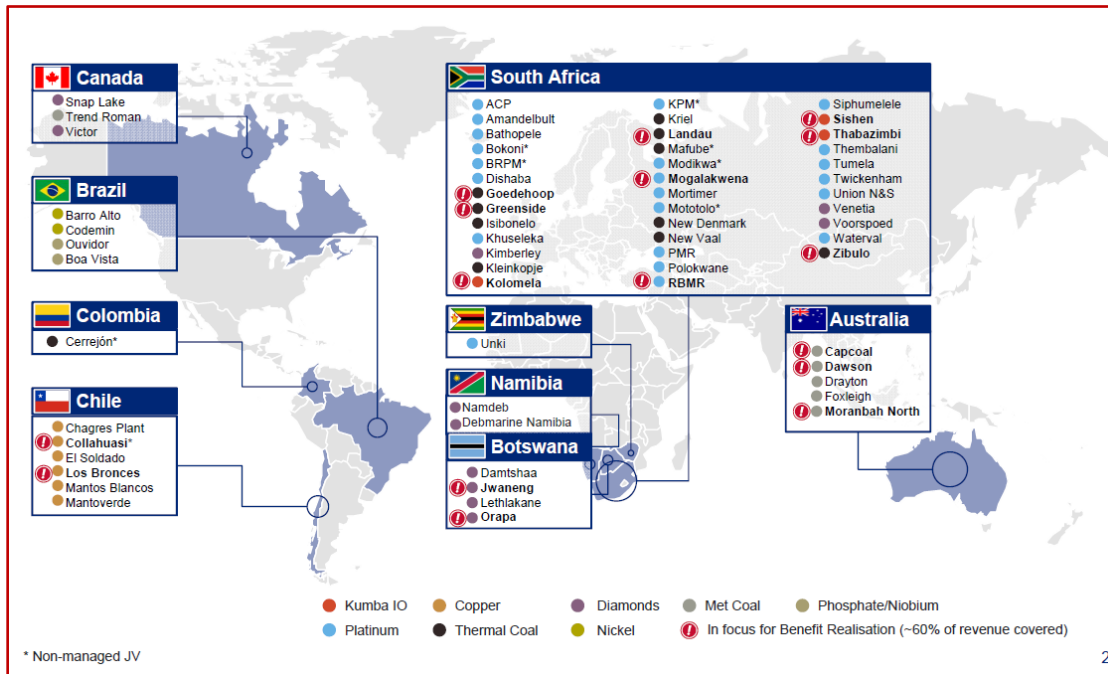 Canada
Snap Lake
Trend Roman
Victor
Brazil
Barro Alto
Codemin
Ouvidor
Boa Vista
Colombia
Cerrejón*
Chile
Chagres Plant
! Collahuasi*
El Soldado
! Los Bronces
Mantos Blancos
Mantoverde
South Africa
ACP
Amandelbult
Bathopele
Bokoni*
BRPM*
Dishaba
! Goedehoop
! Greenside
Isibonelo
Khuseleka
Kimberley
Kleinkopje
! Kolomela
KPM*
Kriel
! Landau
Mafube*
Modikwa*
! Mogalakwena
Mortimer
Mototolo*
New Denmark
New Vaal
PMR
Polokwane
! RBMR
Siphumelele
! Sishen
! Thabazimbi
Thembalani
Tumela
Twickenham
Union N&S
Venetia
Voorspoed
Waterval
! Zibulo
Zimbabwe
Unki
Namibia
Namdeb
Debmarine Namibia
Botswana
Damtshaa
! Jwaneng
Lethlakane
! Orapa
Australia
! Capcoal
! Dawson
Drayton
Foxleigh
! Moranbah North
Kumba IO
Copper
Diamonds
Met Coal
Phosphate/Niobium
Platinum
Thermal Coal
Nickel
! In focus for Benefit Realisation (~60% of revenue covered)
* Non-managed JV
2